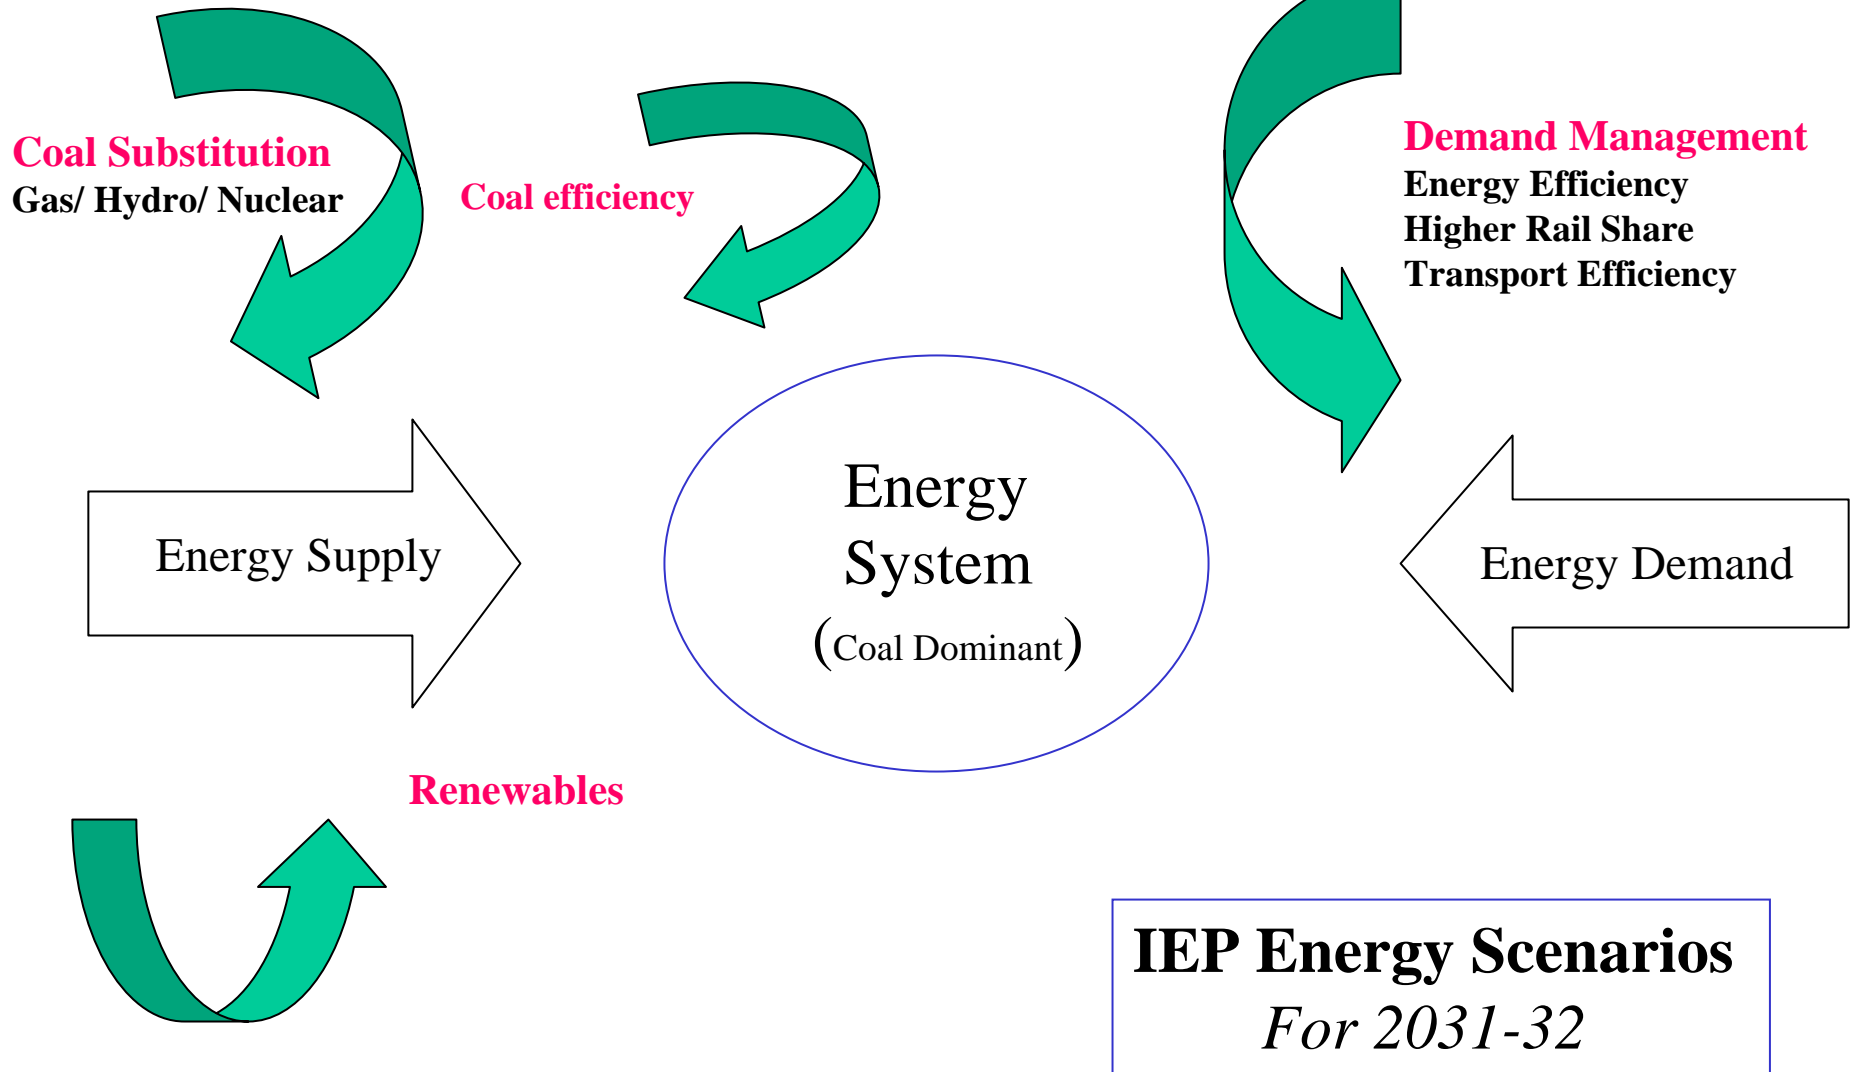 Coal Substitution
Gas/ Hydro/ Nuclear
Coal efficiency
Demand Management
Energy Efficiency
Higher Rail Share
Transport Efficiency
Energy Supply
Energy
System
(Coal Dominant)
Energy Demand
Renewables
IEP Energy Scenarios
For 2031-32